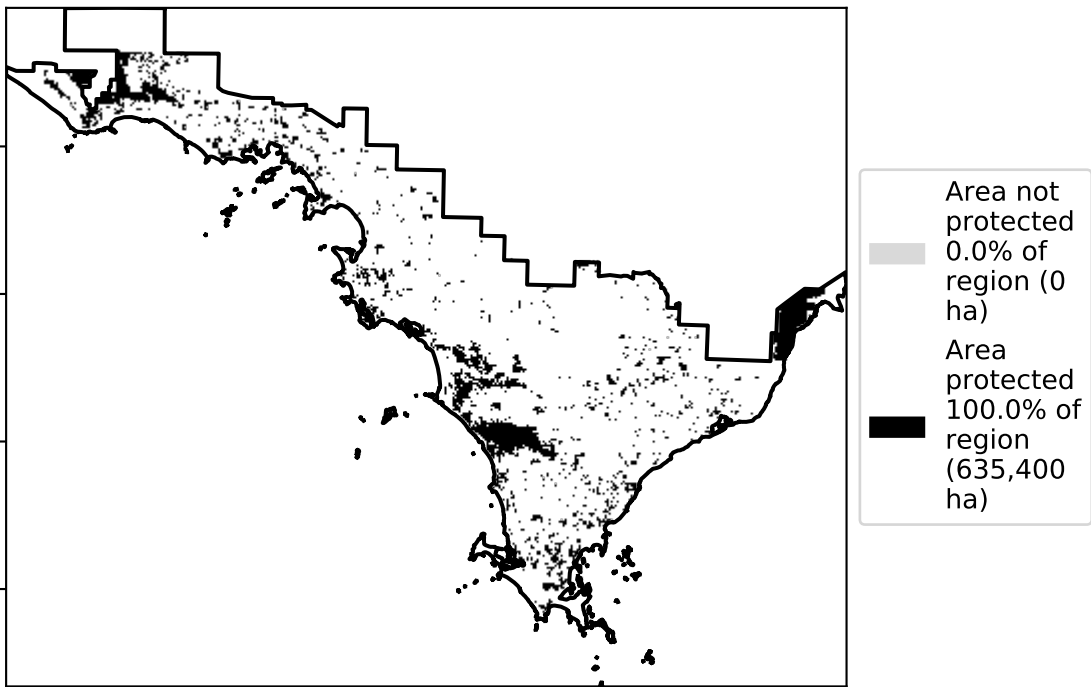 Area not
protected
0.0% of
region (0
ha)
Area
protected
100.0% of
region
(635,400
ha)